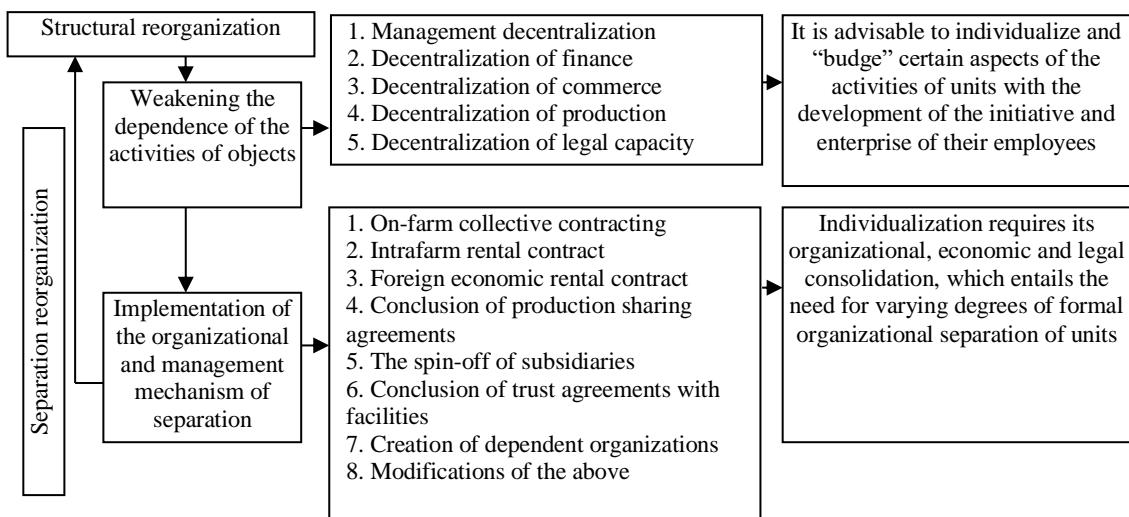 Structural reorganization
Weakening the
dependence of the
activities of objects
1. Management decentralization
2. Decentralization of finance
3. Decentralization of commerce
4. Decentralization of production
5. Decentralization of legal capacity
It is advisable to individualize and
“budge” certain aspects of the
activities of units with the
development of the initiative and
enterprise of their employees
Separation reorganization
Implementation of
the organizational
and management
mechanism of
separation
1. On-farm collective contracting
2. Intrafarm rental contract
3. Foreign economic rental contract
4. Conclusion of production sharing
agreements
5. The spin-off of subsidiaries
6. Conclusion of trust agreements with
facilities
7. Creation of dependent organizations
8. Modifications of the above
Individualization requires its
organizational, economic and legal
consolidation, which entails the
need for varying degrees of formal
organizational separation of units